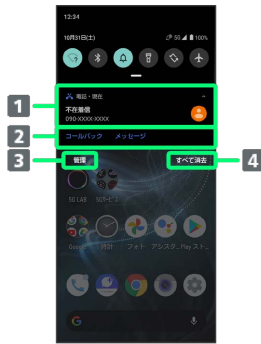 12:34
10月31日(土)
5G 100%
1
電話・現在
不在着信
090-XXXX-XXXX
2
コールバック メッセージ
3
管理
すべて消去
4
5G LAB
Google
時計
フォト
アシスタ...
Play スト...